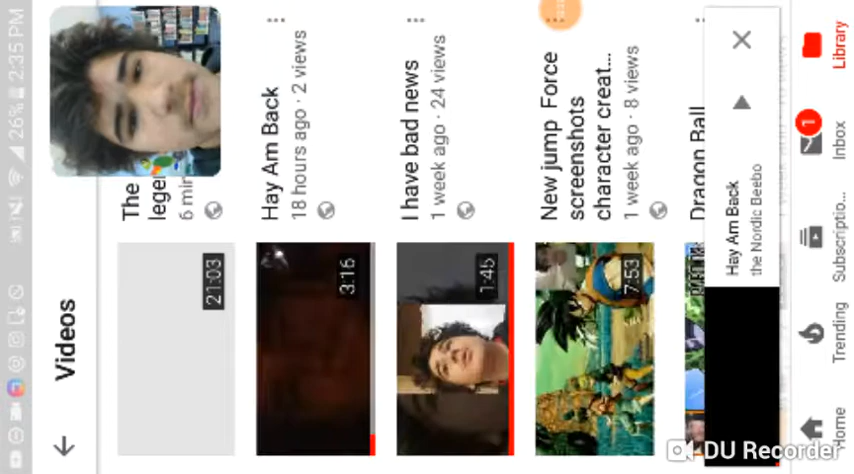 26% 2:35 PM
Videos
The
leger
6 min
21:03
Hay Am Back
18 hours ago · 2 views
3:16
I have bad news
1 week ago · 24 views
1:45
New jump Force
screenshots
character creat...
1 week ago · 8 views
7:53
Dragon Ball
Hay Am Back
the Nordic Beebo
Home
Trending
Subscriptio...
Inbox
1
Library
DU Recorder